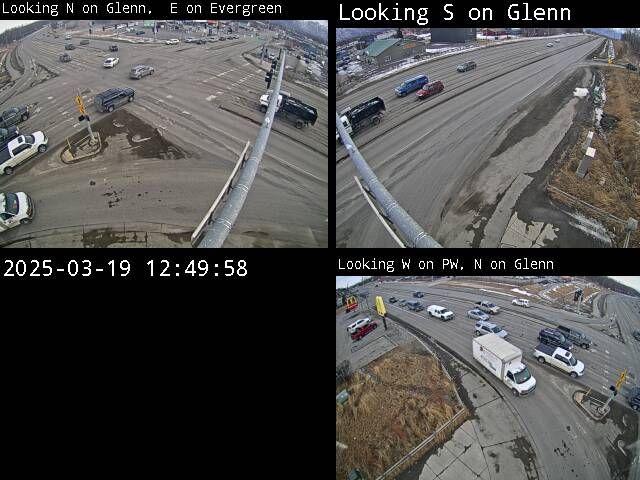 Looking N on Glenn,  E on Evergreen
Looking S on Glenn
2025-03-19 12:49:58
Looking W on PW, N on Glenn